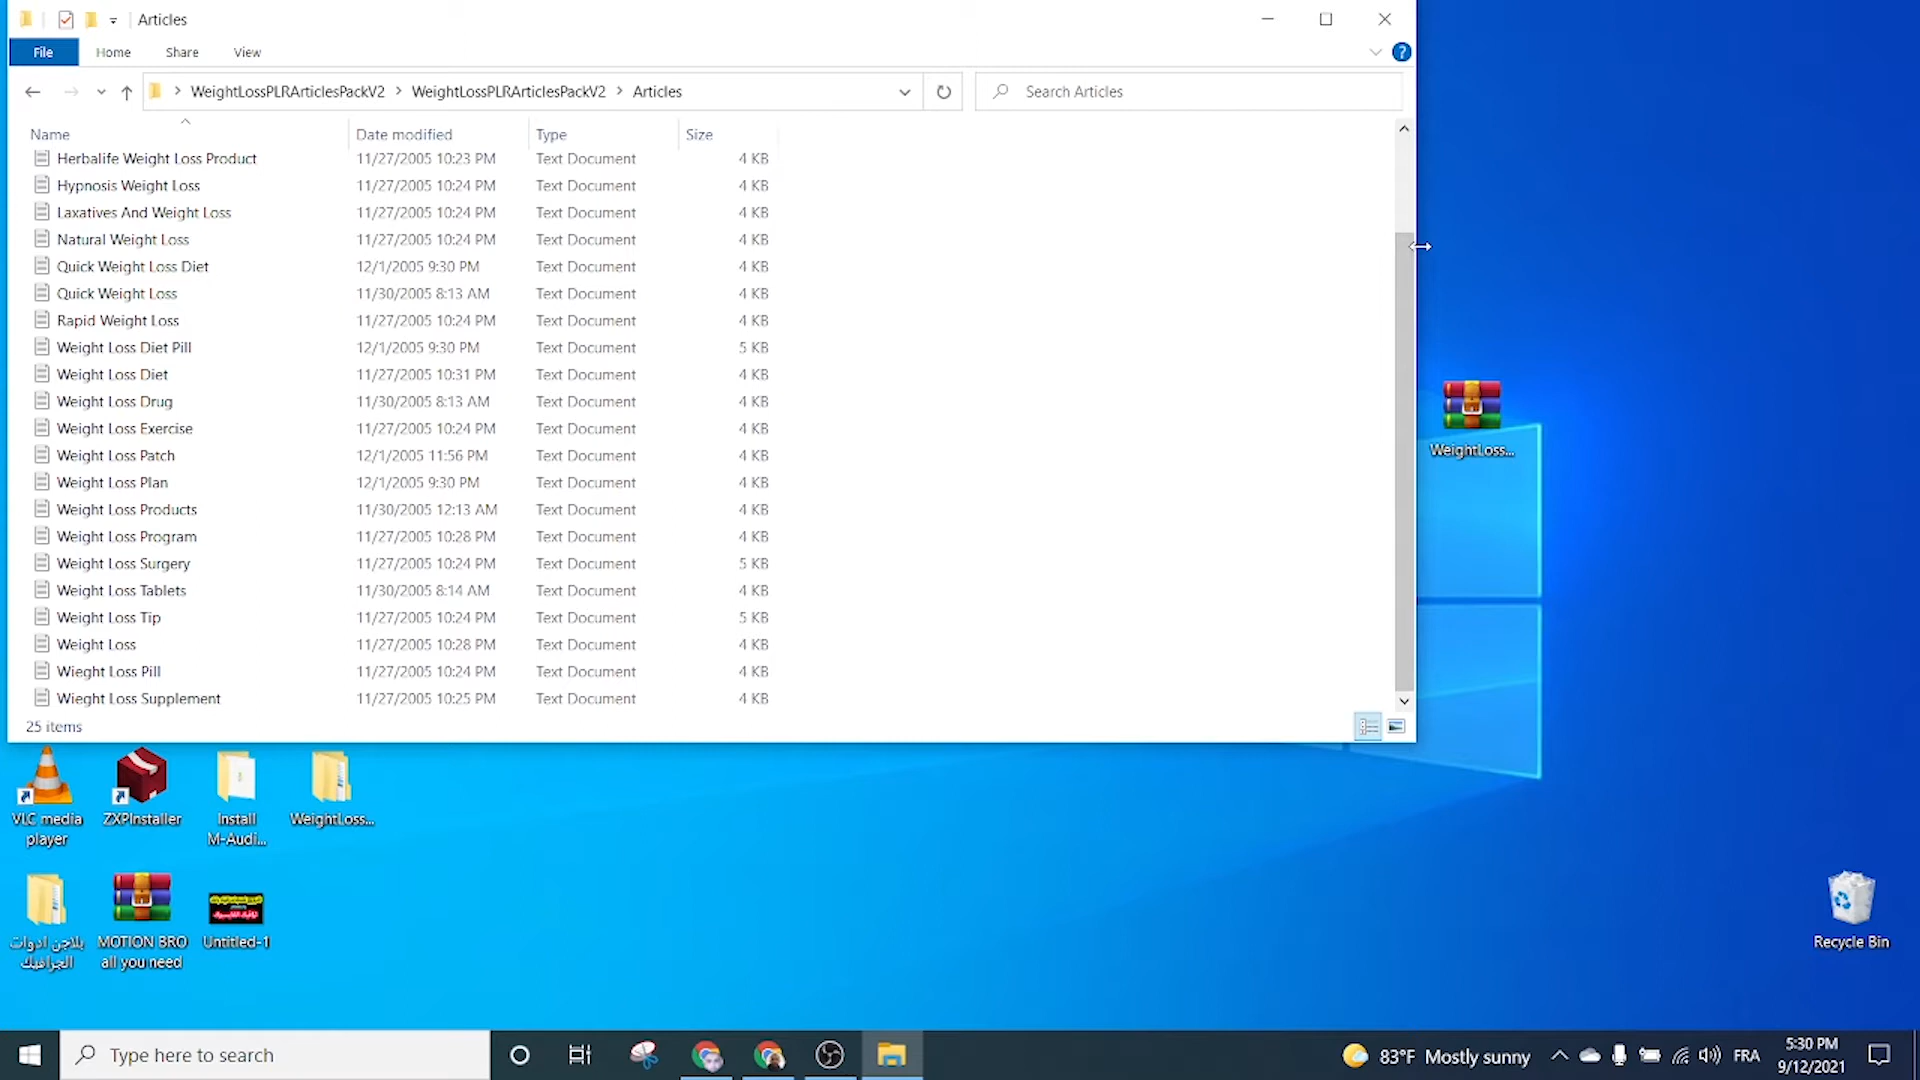 Articles
File Home Share View
WeightLossPLRArticlesPackV2 WeightLossPLRArticlesPackV2 Articles Search Articles
Name Date modified Type Size
Herbalife Weight Loss Product 11/27/2005 10:23 PM Text Document 4 KB
Hypnosis Weight Loss 11/27/2005 10:24 PM Text Document 4 KB
Laxatives And Weight Loss 11/27/2005 10:24 PM Text Document 4 KB
Natural Weight Loss 11/27/2005 10:24 PM Text Document 4 KB
Quick Weight Loss Diet 12/1/2005 9:30 PM Text Document 4 KB
Quick Weight Loss 11/30/2005 8:13 AM Text Document 4 KB
Rapid Weight Loss 11/27/2005 10:24 PM Text Document 4 KB
Weight Loss Diet Pill 12/1/2005 9:30 PM Text Document 5 KB
Weight Loss Diet 11/27/2005 10:31 PM Text Document 4 KB
Weight Loss Drug 11/30/2005 8:13 AM Text Document 4 KB
Weight Loss Exercise 11/27/2005 10:24 PM Text Document 4 KB
Weight Loss Patch 12/1/2005 11:56 PM Text Document 4 KB
Weight Loss Plan 12/1/2005 9:30 PM Text Document 4 KB
Weight Loss Products 11/30/2005 12:13 AM Text Document 4 KB
Weight Loss Program 11/27/2005 10:28 PM Text Document 4 KB
Weight Loss Surgery 11/27/2005 10:24 PM Text Document 5 KB
Weight Loss Tablets 11/30/2005 8:14 AM Text Document 4 KB
Weight Loss Tip 11/27/2005 10:24 PM Text Document 5 KB
Weight Loss 11/27/2005 10:28 PM Text Document 4 KB
Wieght Loss Pill 11/27/2005 10:24 PM Text Document 4 KB
Wieght Loss Supplement 11/27/2005 10:25 PM Text Document 4 KB
25 items
WeightLoss...
VLC media player
ZXPInstaller
Install M-Audi...
WeightLoss...
بلاجن ادوات الجرافيك
MOTION BRO all you need
Untitled-1
Recycle Bin
Type here to search
83°F Mostly sunny
FRA
5:30 PM
9/12/2021